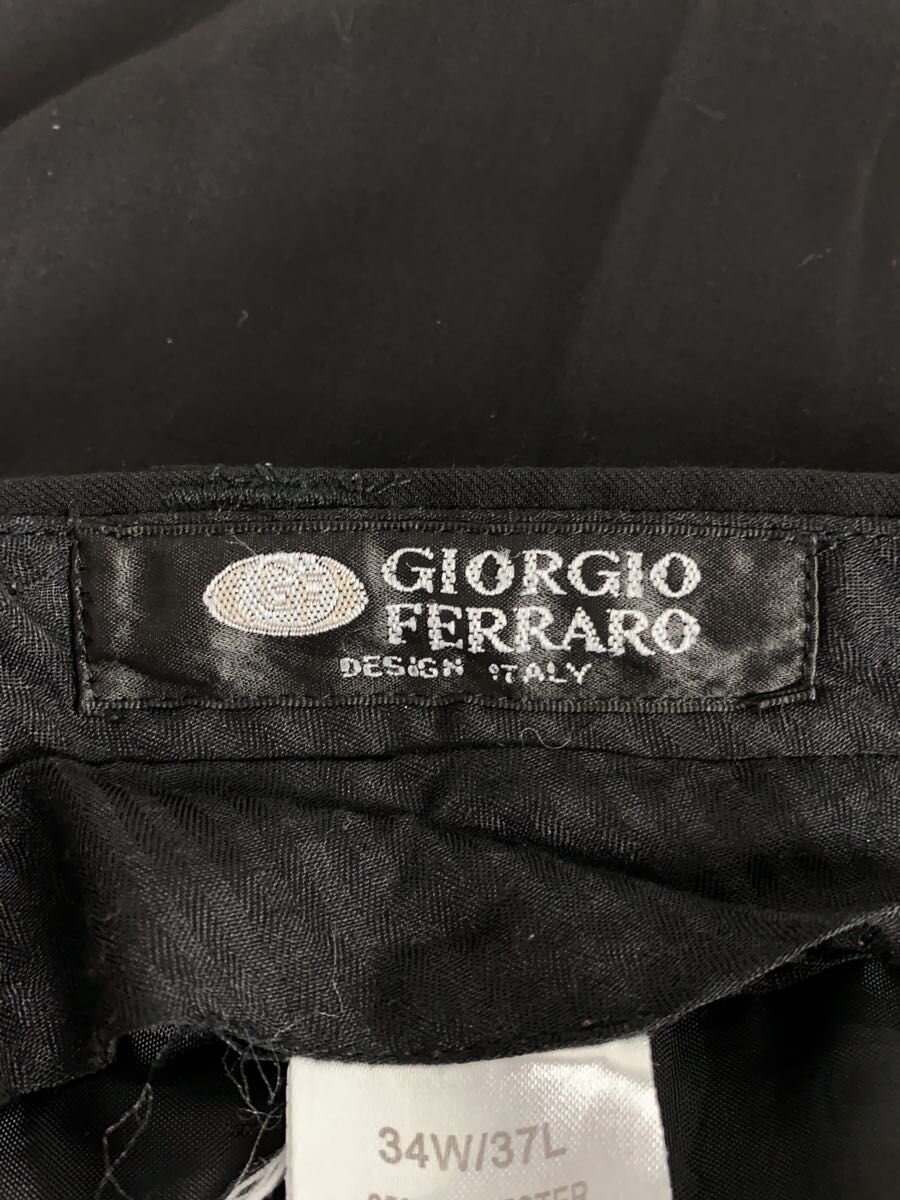 GF GIORGIO
FERRARO
DESIGN ITALY
34W/37L